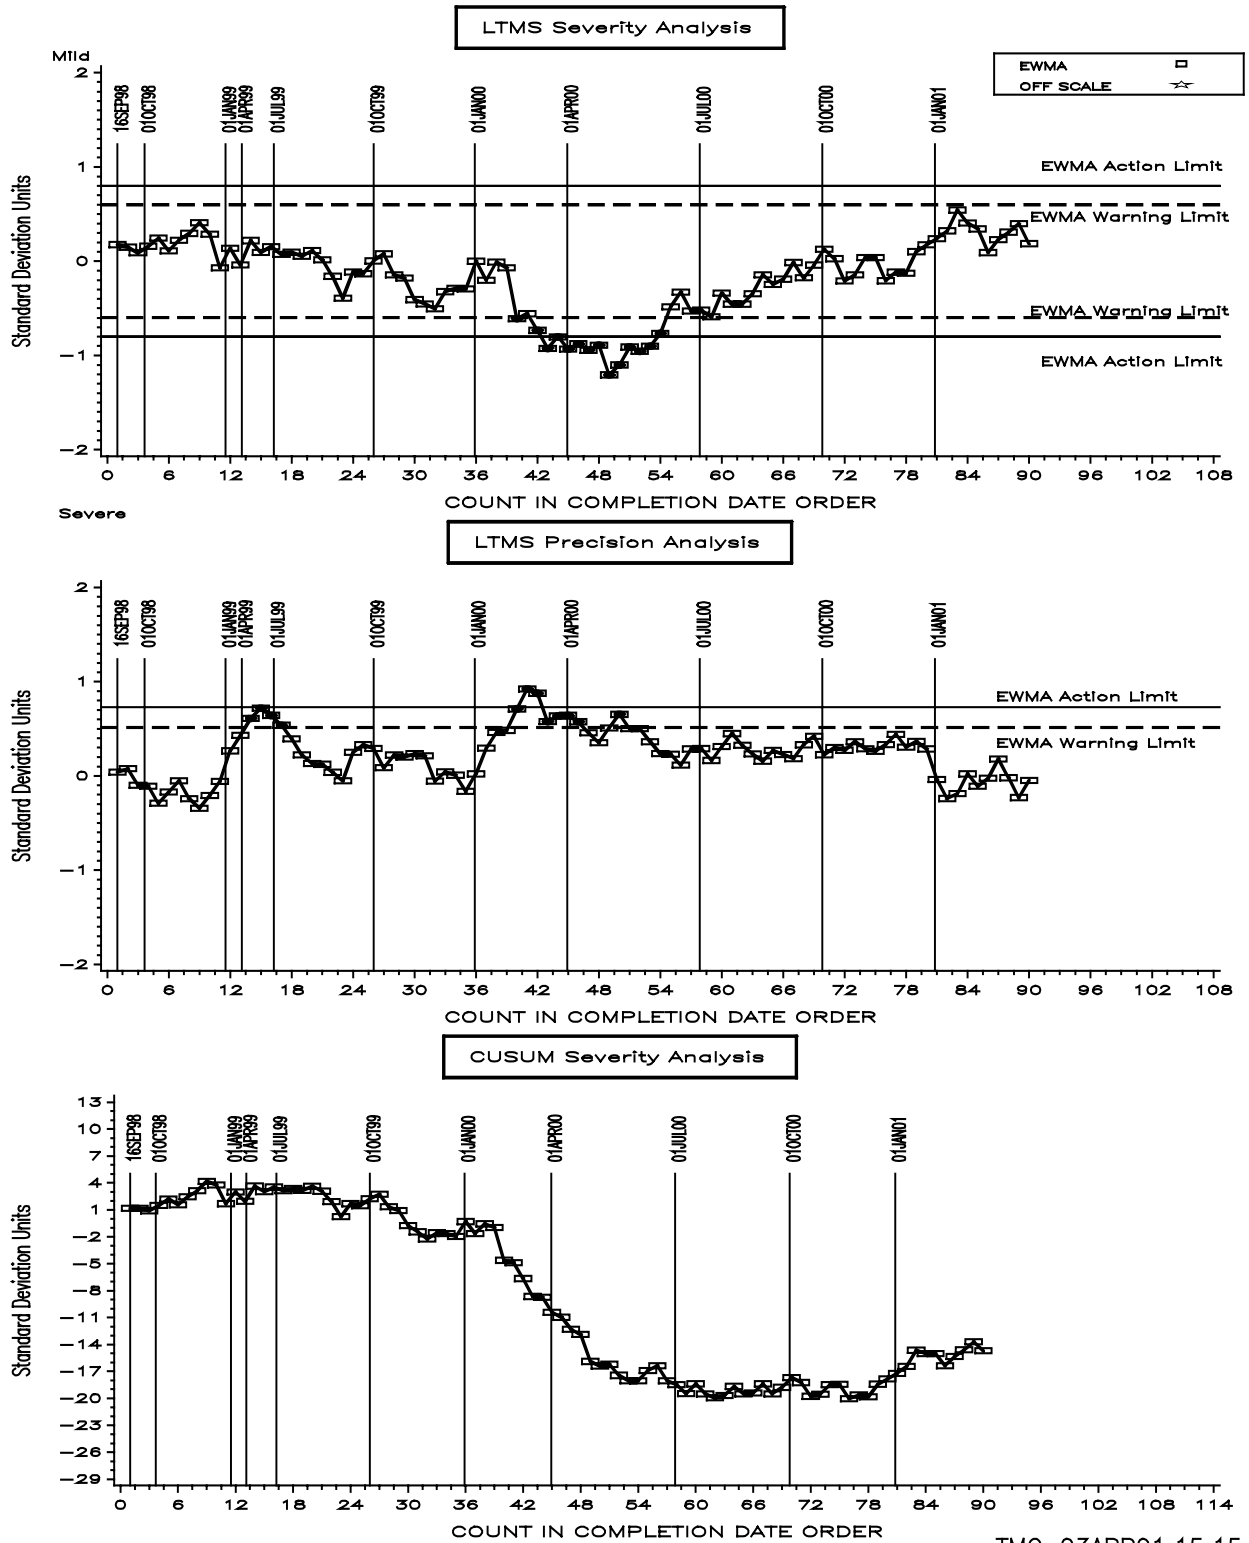 LTMS Severity Analysis
Mild
EWMA
OFF SCALE
2
1
0
−1
−2
Standard Deviation Units
16SEP98
01OCT98
01JAN99
01APR99
01JUL99
01OCT99
01JAN00
01APR00
01JUL00
01OCT00
01JAN01
EWMA Action Limit
EWMA Warning Limit
EWMA Warning Limit
EWMA Action Limit
0 6 12 18 24 30 36 42 48 54 60 66 72 78 84 90 96 102 108
COUNT IN COMPLETION DATE ORDER
Severe
LTMS Precision Analysis
2
1
0
−1
−2
Standard Deviation Units
16SEP98
01OCT98
01JAN99
01APR99
01JUL99
01OCT99
01JAN00
01APR00
01JUL00
01OCT00
01JAN01
EWMA Action Limit
EWMA Warning Limit
0 6 12 18 24 30 36 42 48 54 60 66 72 78 84 90 96 102 108
COUNT IN COMPLETION DATE ORDER
CUSUM Severity Analysis
13
10
7
4
1
−2
−5
−8
−11
−14
−17
−20
−23
−26
−29
Standard Deviation Units
16SEP98
01OCT98
01JAN99
01APR99
01JUL99
01OCT99
01JAN00
01APR00
01JUL00
01OCT00
01JAN01
0 6 12 18 24 30 36 42 48 54 60 66 72 78 84 90 96 102 108 114
COUNT IN COMPLETION DATE ORDER